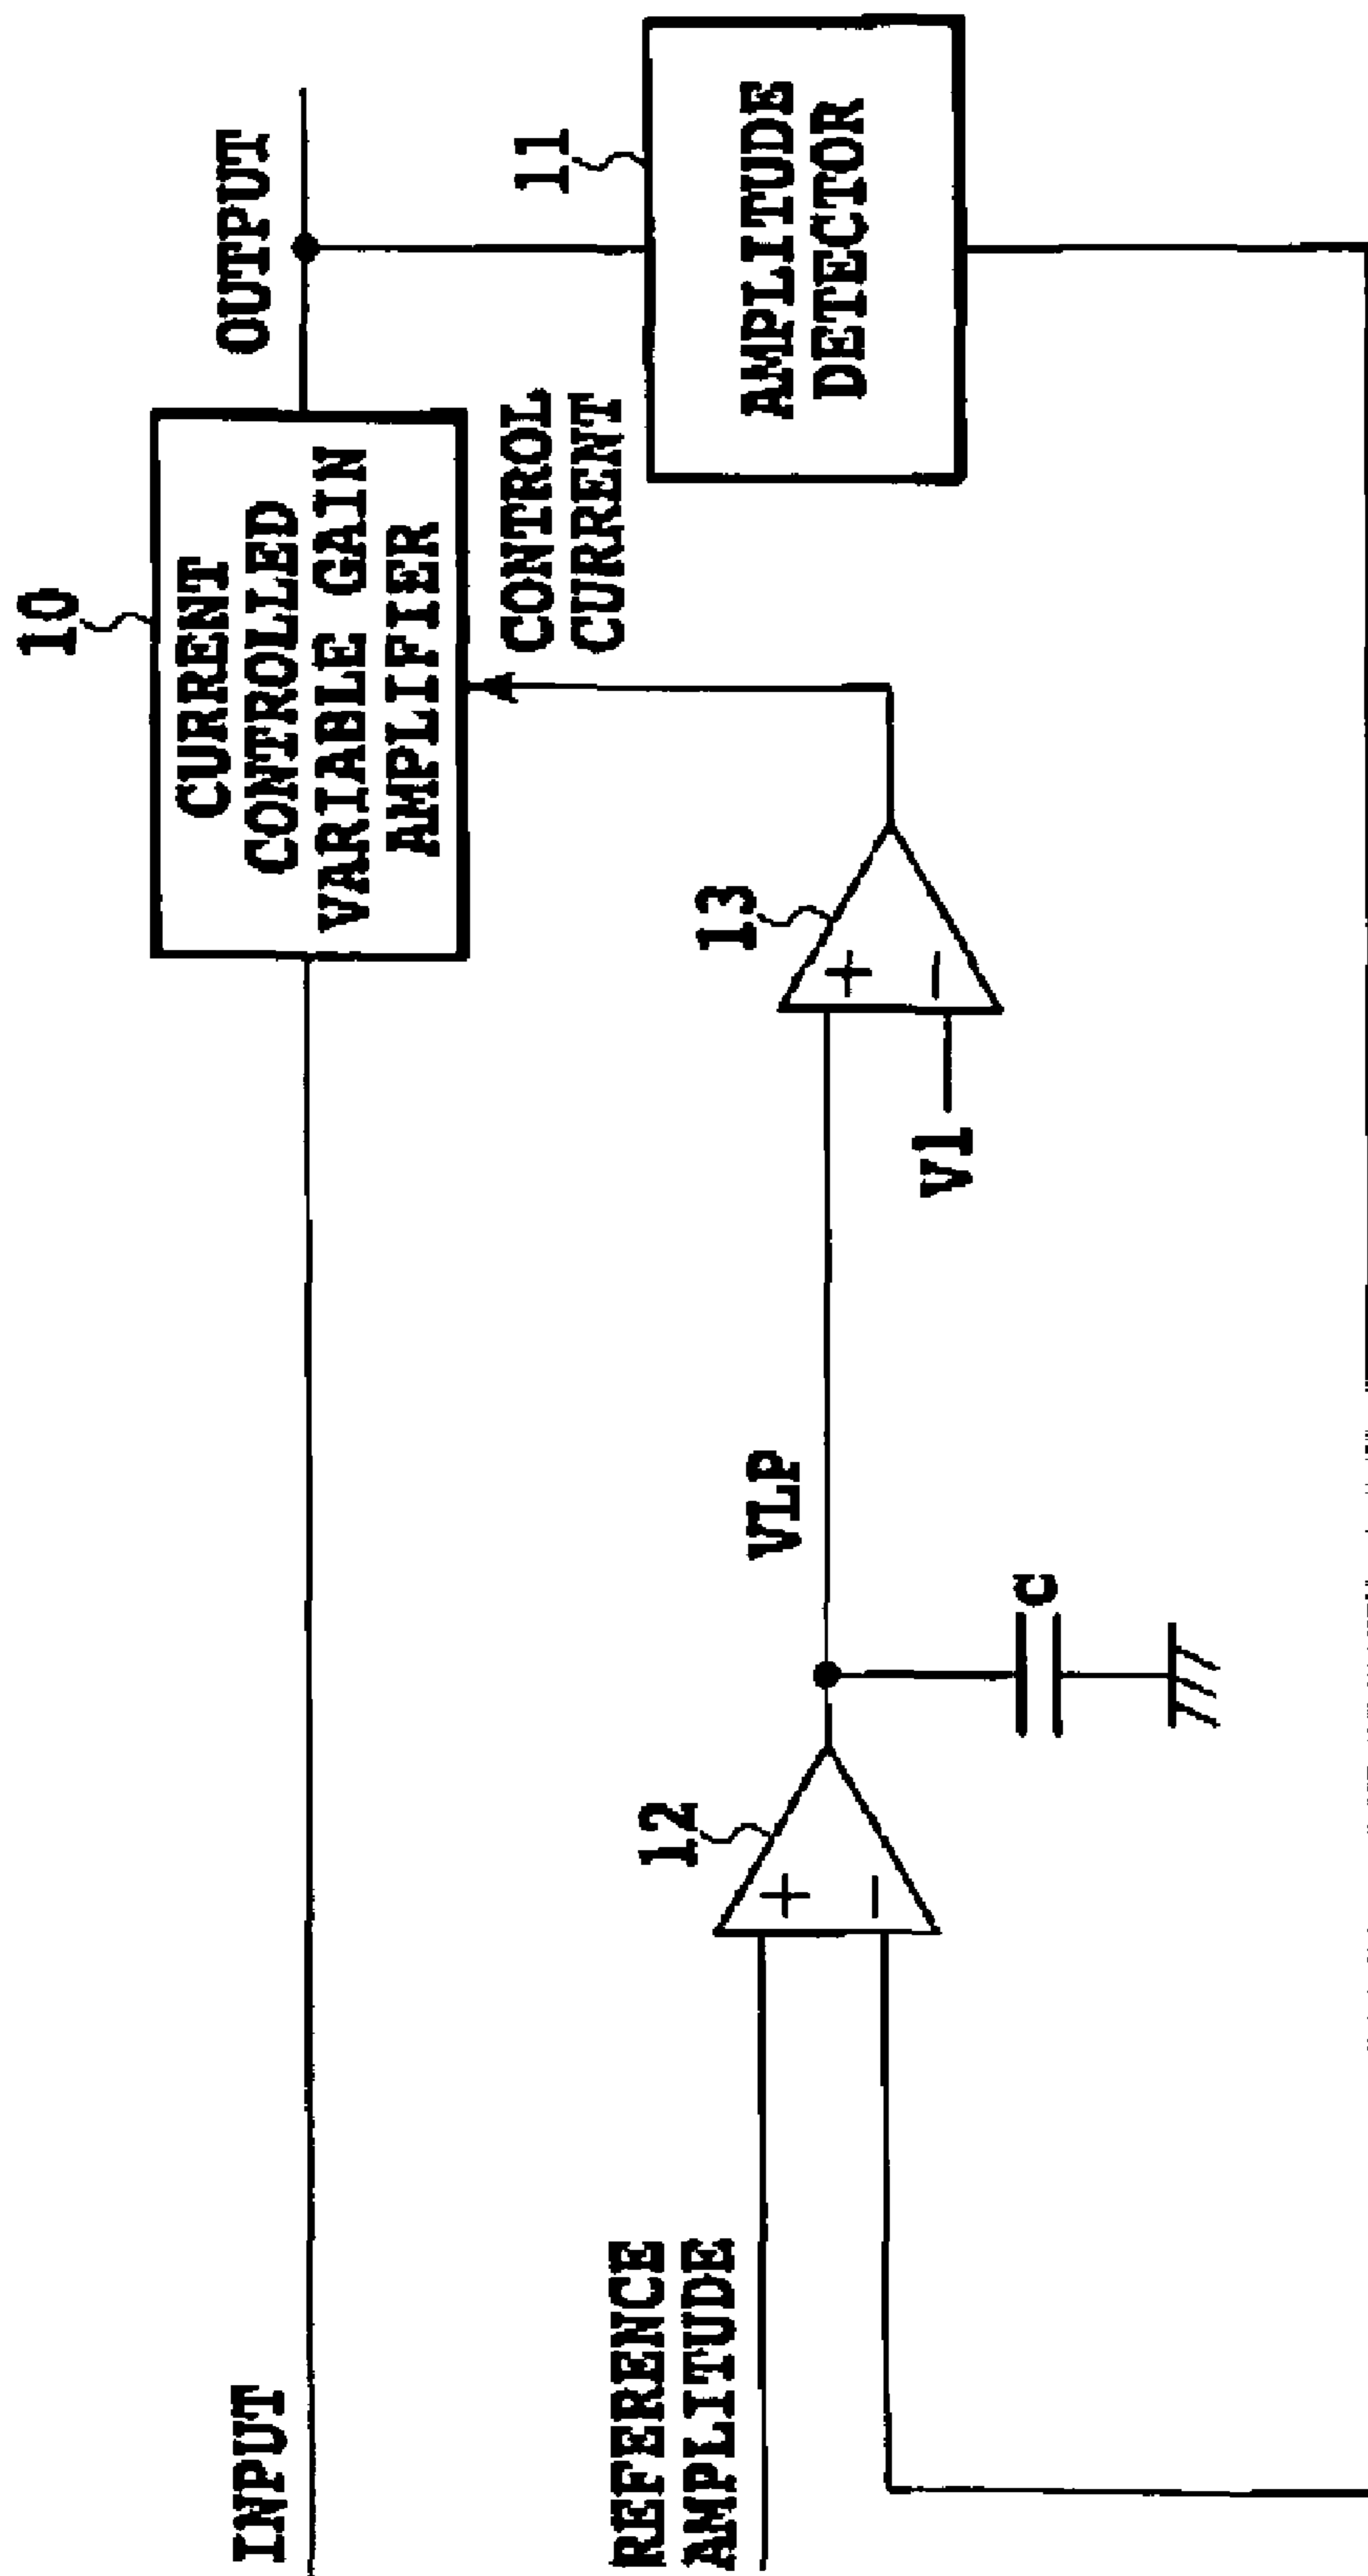 10
INPUT
CURRENT
CONTROLLED
VARIABLE GAIN
AMPLIFIER
OUTPUT
CONTROL
CURRENT
11
AMPLITUDE
DETECTOR
REFERENCE
AMPLITUDE
12
+
−
VLP
C
13
+
−
V1